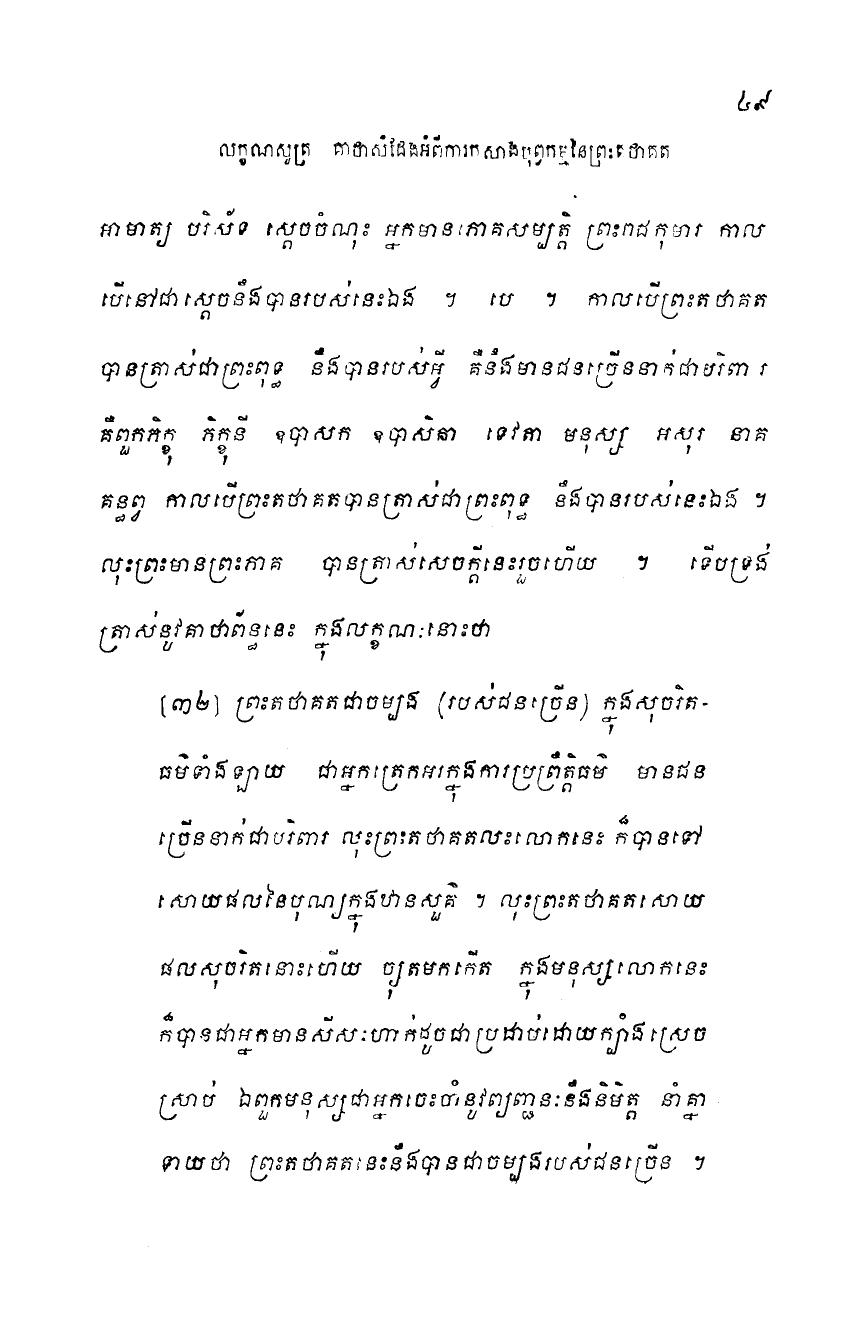 ៤៩
លក្ខណសូត្រ គាថាសំដែងអំពីការកសាងបុព្វកម្មនៃព្រះតថាគត
អាមាត្យ បរិស័ទ ស្តេចចំណុះ អ្នកមានភោគសម្បត្តិ ព្រះរាជកុមារ កាល
បើនៅជាស្តេចនឹងបានរបស់នេះឯង ។ បេ ។ កាលបើព្រះតថាគត
បានត្រាស់ជាព្រះពុទ្ធ នឹងបានរបស់អ្វី គឺនឹងមានជនច្រើននាក់ជាបរិពារ
គឺពួកភិក្ខុ ភិក្ខុនី ឧបាសក ឧបាសិកា ទេវតា មនុស្ស អសុរ នាគ
គន្ធព្វ កាលបើព្រះតថាគតបានត្រាស់ជាព្រះពុទ្ធ នឹងបានរបស់នេះឯង ។
លុះព្រះមានព្រះភាគ បានត្រាស់សេចក្តីនេះរួចហើយ ។ ទើបទ្រង់
ត្រាស់នូវគាថាព័ន្ធនេះ ក្នុងលក្ខណៈនោះថា
[៣២] ព្រះតថាគតជាចម្បង (របស់ជនច្រើន) ក្នុងសុចរិត-
ធម៌ទាំងឡាយ ជាអ្នកត្រេកអរក្នុងការប្រព្រឹត្តិធម៌ មានជន
ច្រើននាក់ជាបរិពារ លុះព្រះតថាគតលះលោកនេះ ក៏បានទៅ
សោយផលនៃបុណ្យក្នុងឋានសួគ៌ ។ លុះព្រះតថាគតសោយ
ផលសុចរិតនោះហើយ ច្យុតមកកើត ក្នុងមនុស្សលោកនេះ
ក៏បានជាអ្នកមានសីសៈហាក់ដូចជាប្រដាប់ដោយក្បាំងស្រេច
ស្រាប់ ឯពួកមនុស្សជាអ្នកចេះចាំនូវព្យញ្ជនៈនឹងនិមិត្ត នាំគ្នា
ទាយថា ព្រះតថាគតនេះនឹងបានជាចម្បងរបស់ជនច្រើន ។